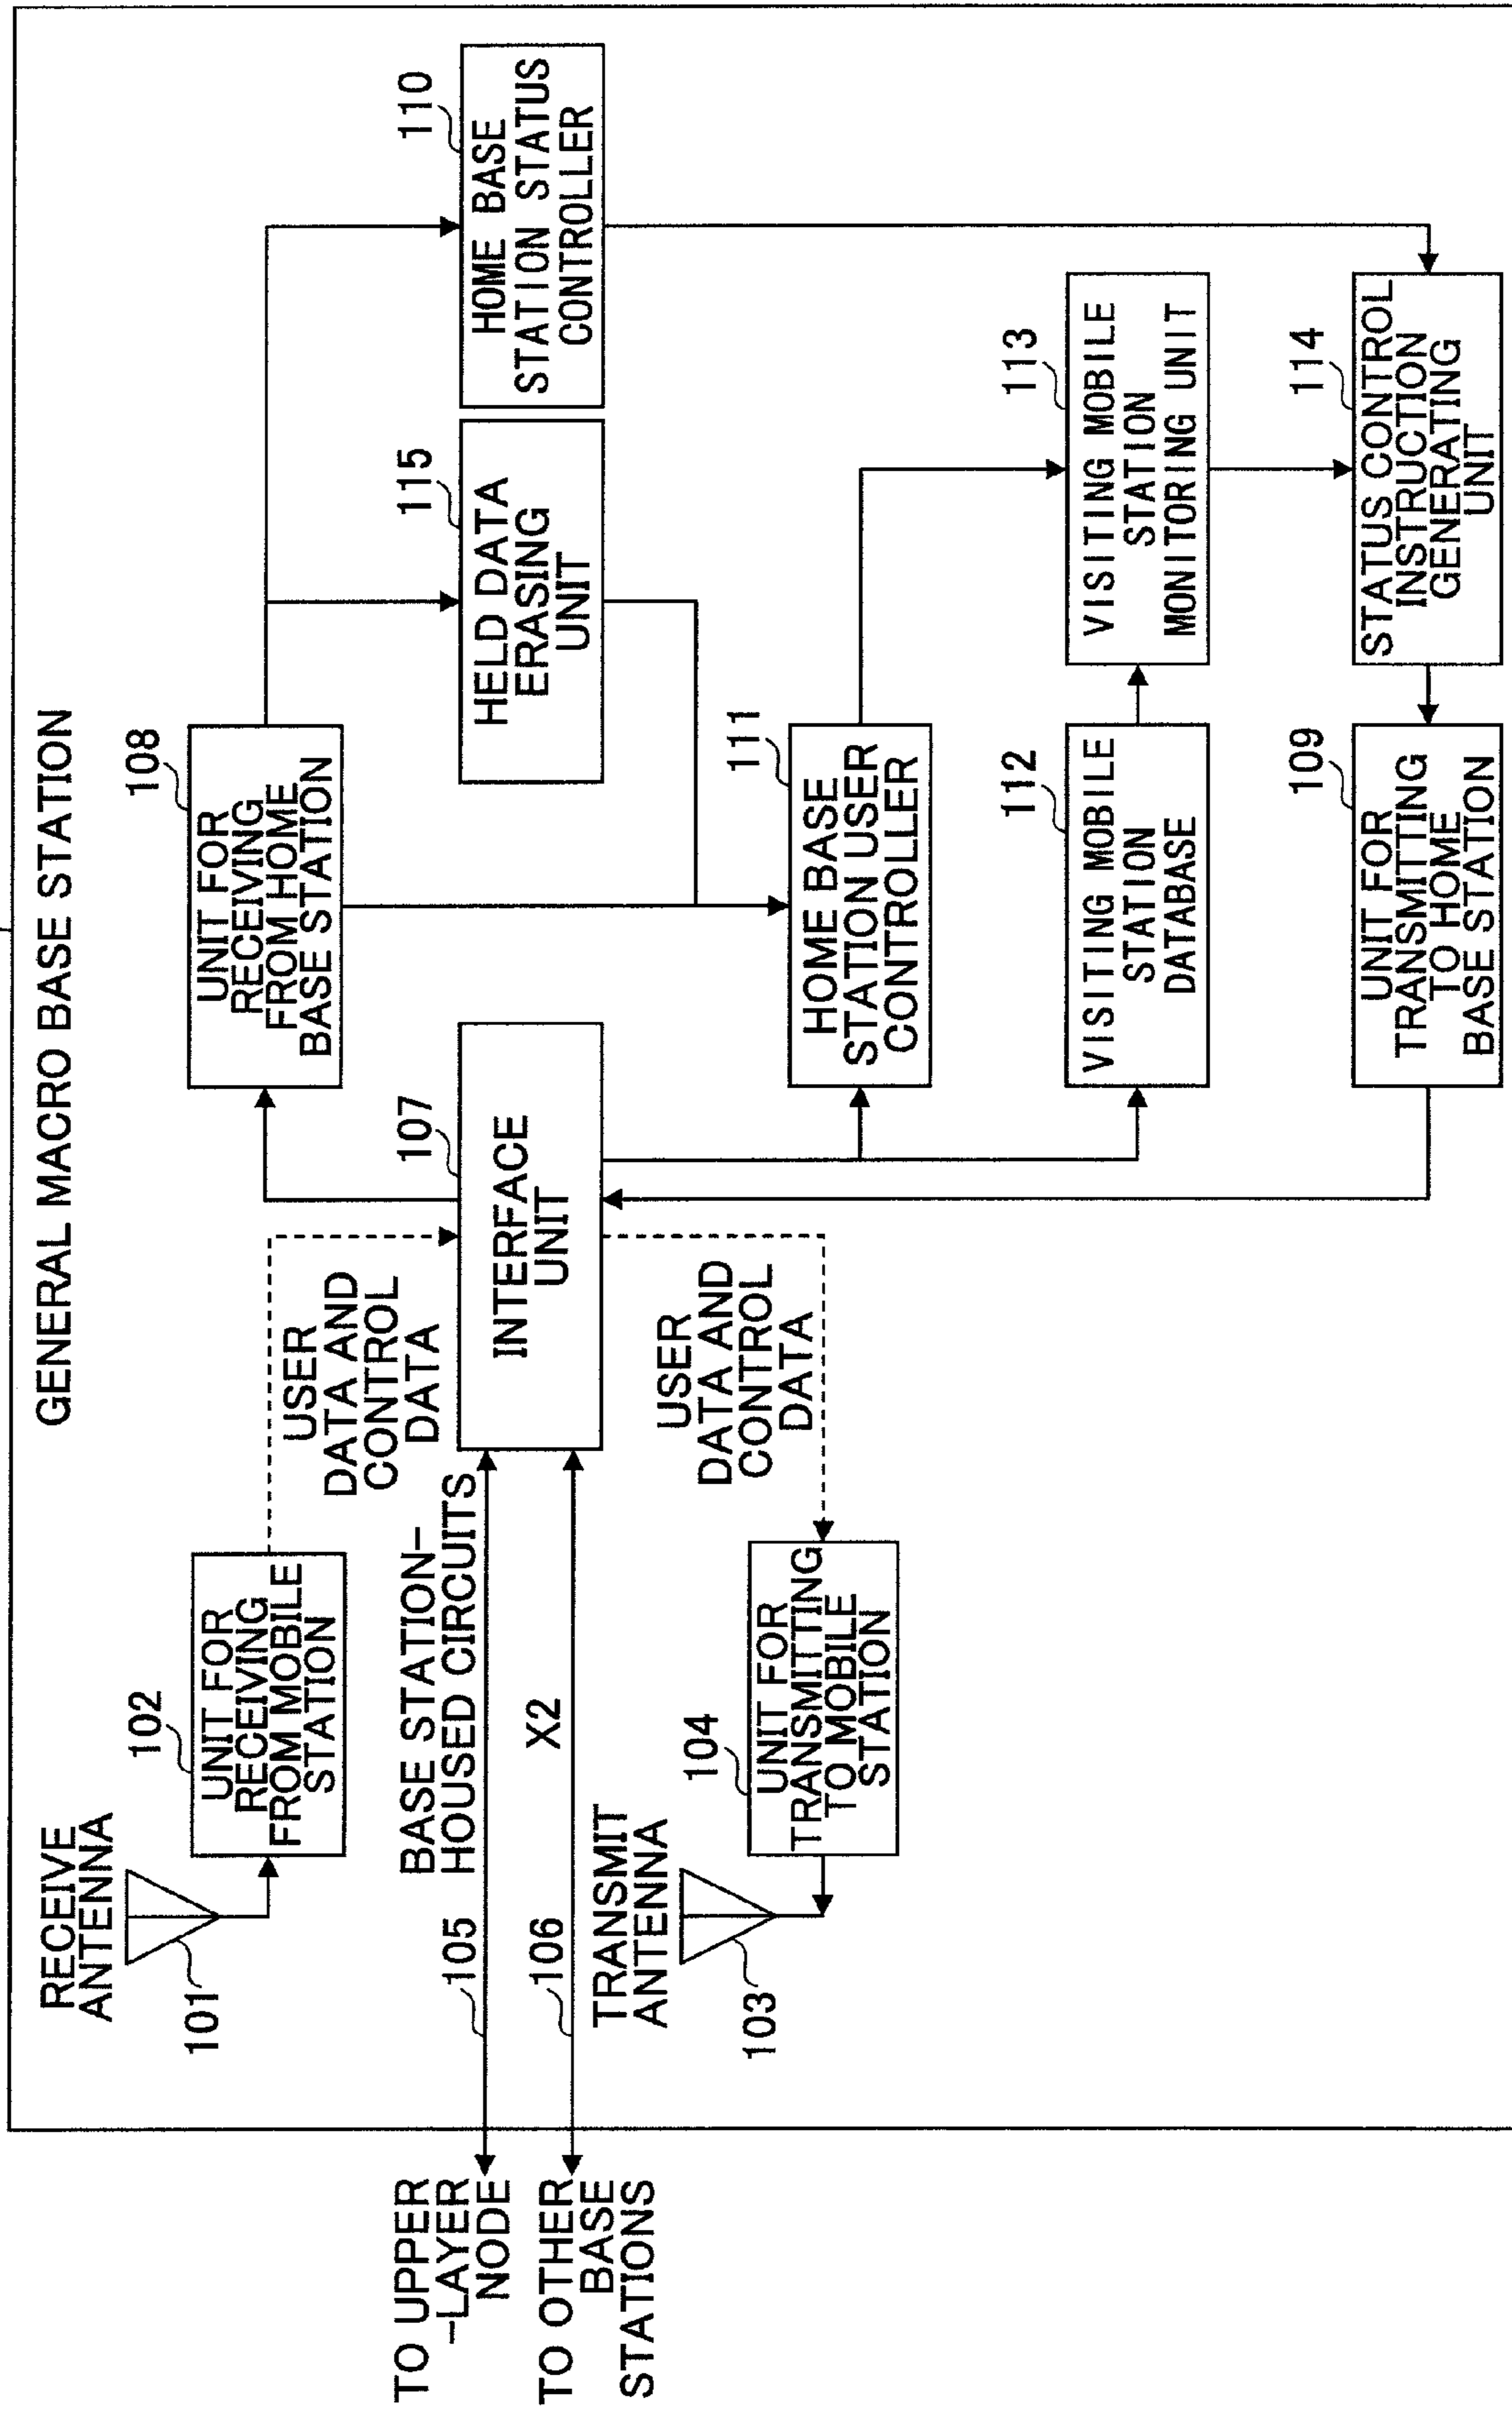 GENERAL MACRO BASE STATION
RECEIVE
ANTENNA
101
102
UNIT FOR
RECEIVING
FROM MOBILE
STATION
USER
DATA AND
CONTROL
DATA
108
UNIT FOR
RECEIVING
FROM HOME
BASE STATION
TO UPPER
-LAYER
NODE
105
BASE STATION-
HOUSED CIRCUITS
TO OTHER
BASE
STATIONS
106
X2
107
INTERFACE
UNIT
115
HELD DATA
ERASING
UNIT
110
HOME BASE
STATION STATUS
CONTROLLER
TRANSMIT
ANTENNA
103
104
UNIT FOR
TRANSMITTING
TO MOBILE
STATION
USER
DATA AND
CONTROL
DATA
111
HOME BASE
STATION USER
CONTROLLER
112
VISITING MOBILE
STATION
DATABASE
113
VISITING MOBILE
STATION
MONITORING UNIT
109
UNIT FOR
TRANSMITTING
TO HOME
BASE STATION
114
STATUS CONTROL
INSTRUCTION
GENERATING
UNIT